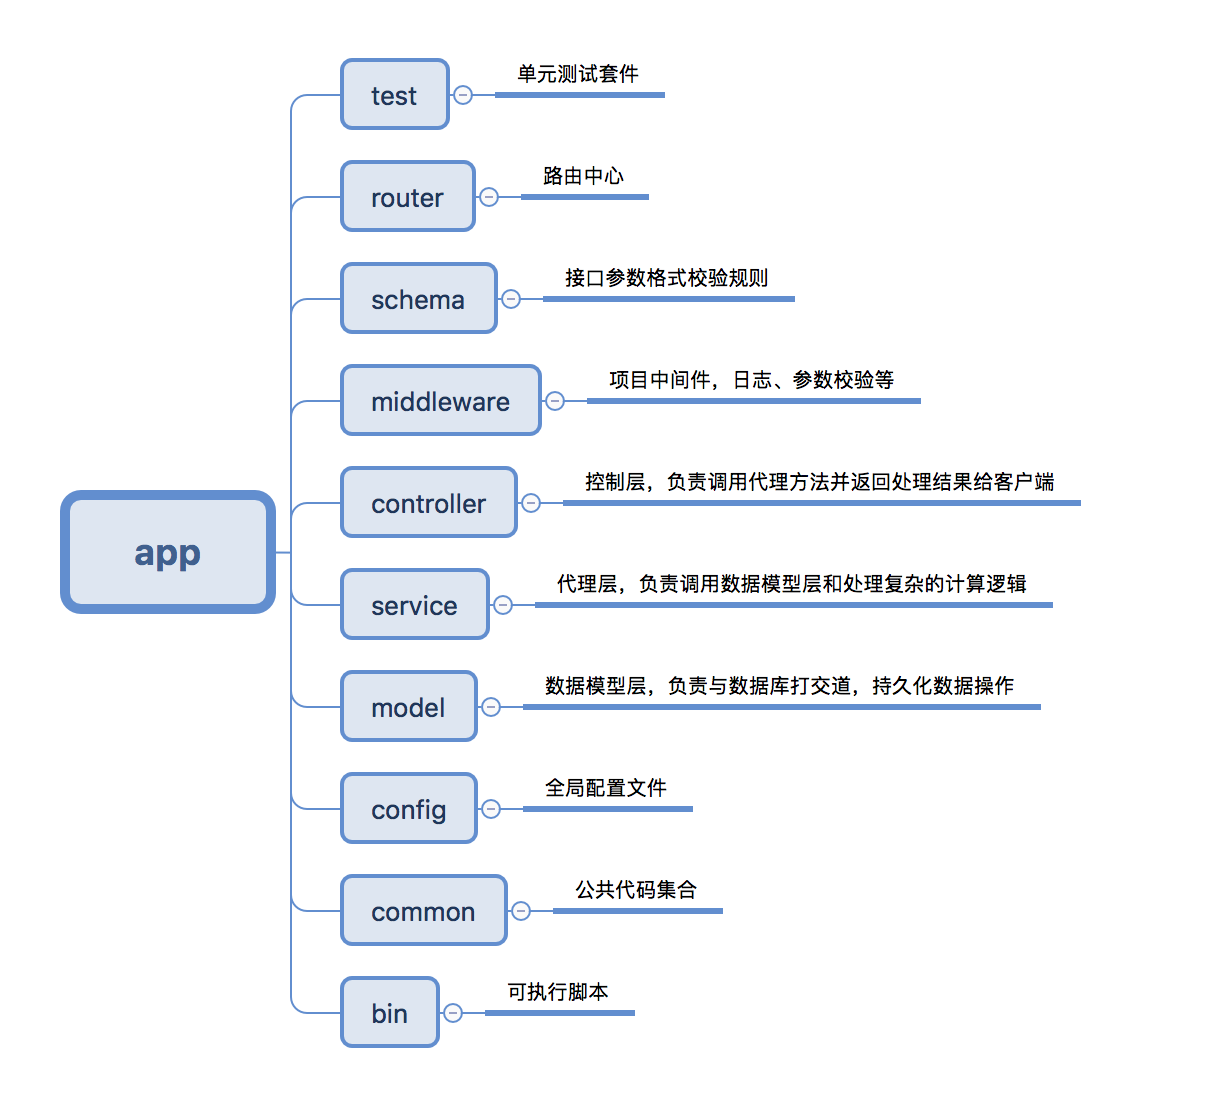 app
test
单元测试套件
router
路由中心
schema
接口参数格式校验规则
middleware
项目中间件，日志、参数校验等
controller
控制层，负责调用代理方法并返回处理结果给客户端
service
代理层，负责调用数据模型层和处理复杂的计算逻辑
model
数据模型层，负责与数据库打交道，持久化数据操作
config
全局配置文件
common
公共代码集合
bin
可执行脚本